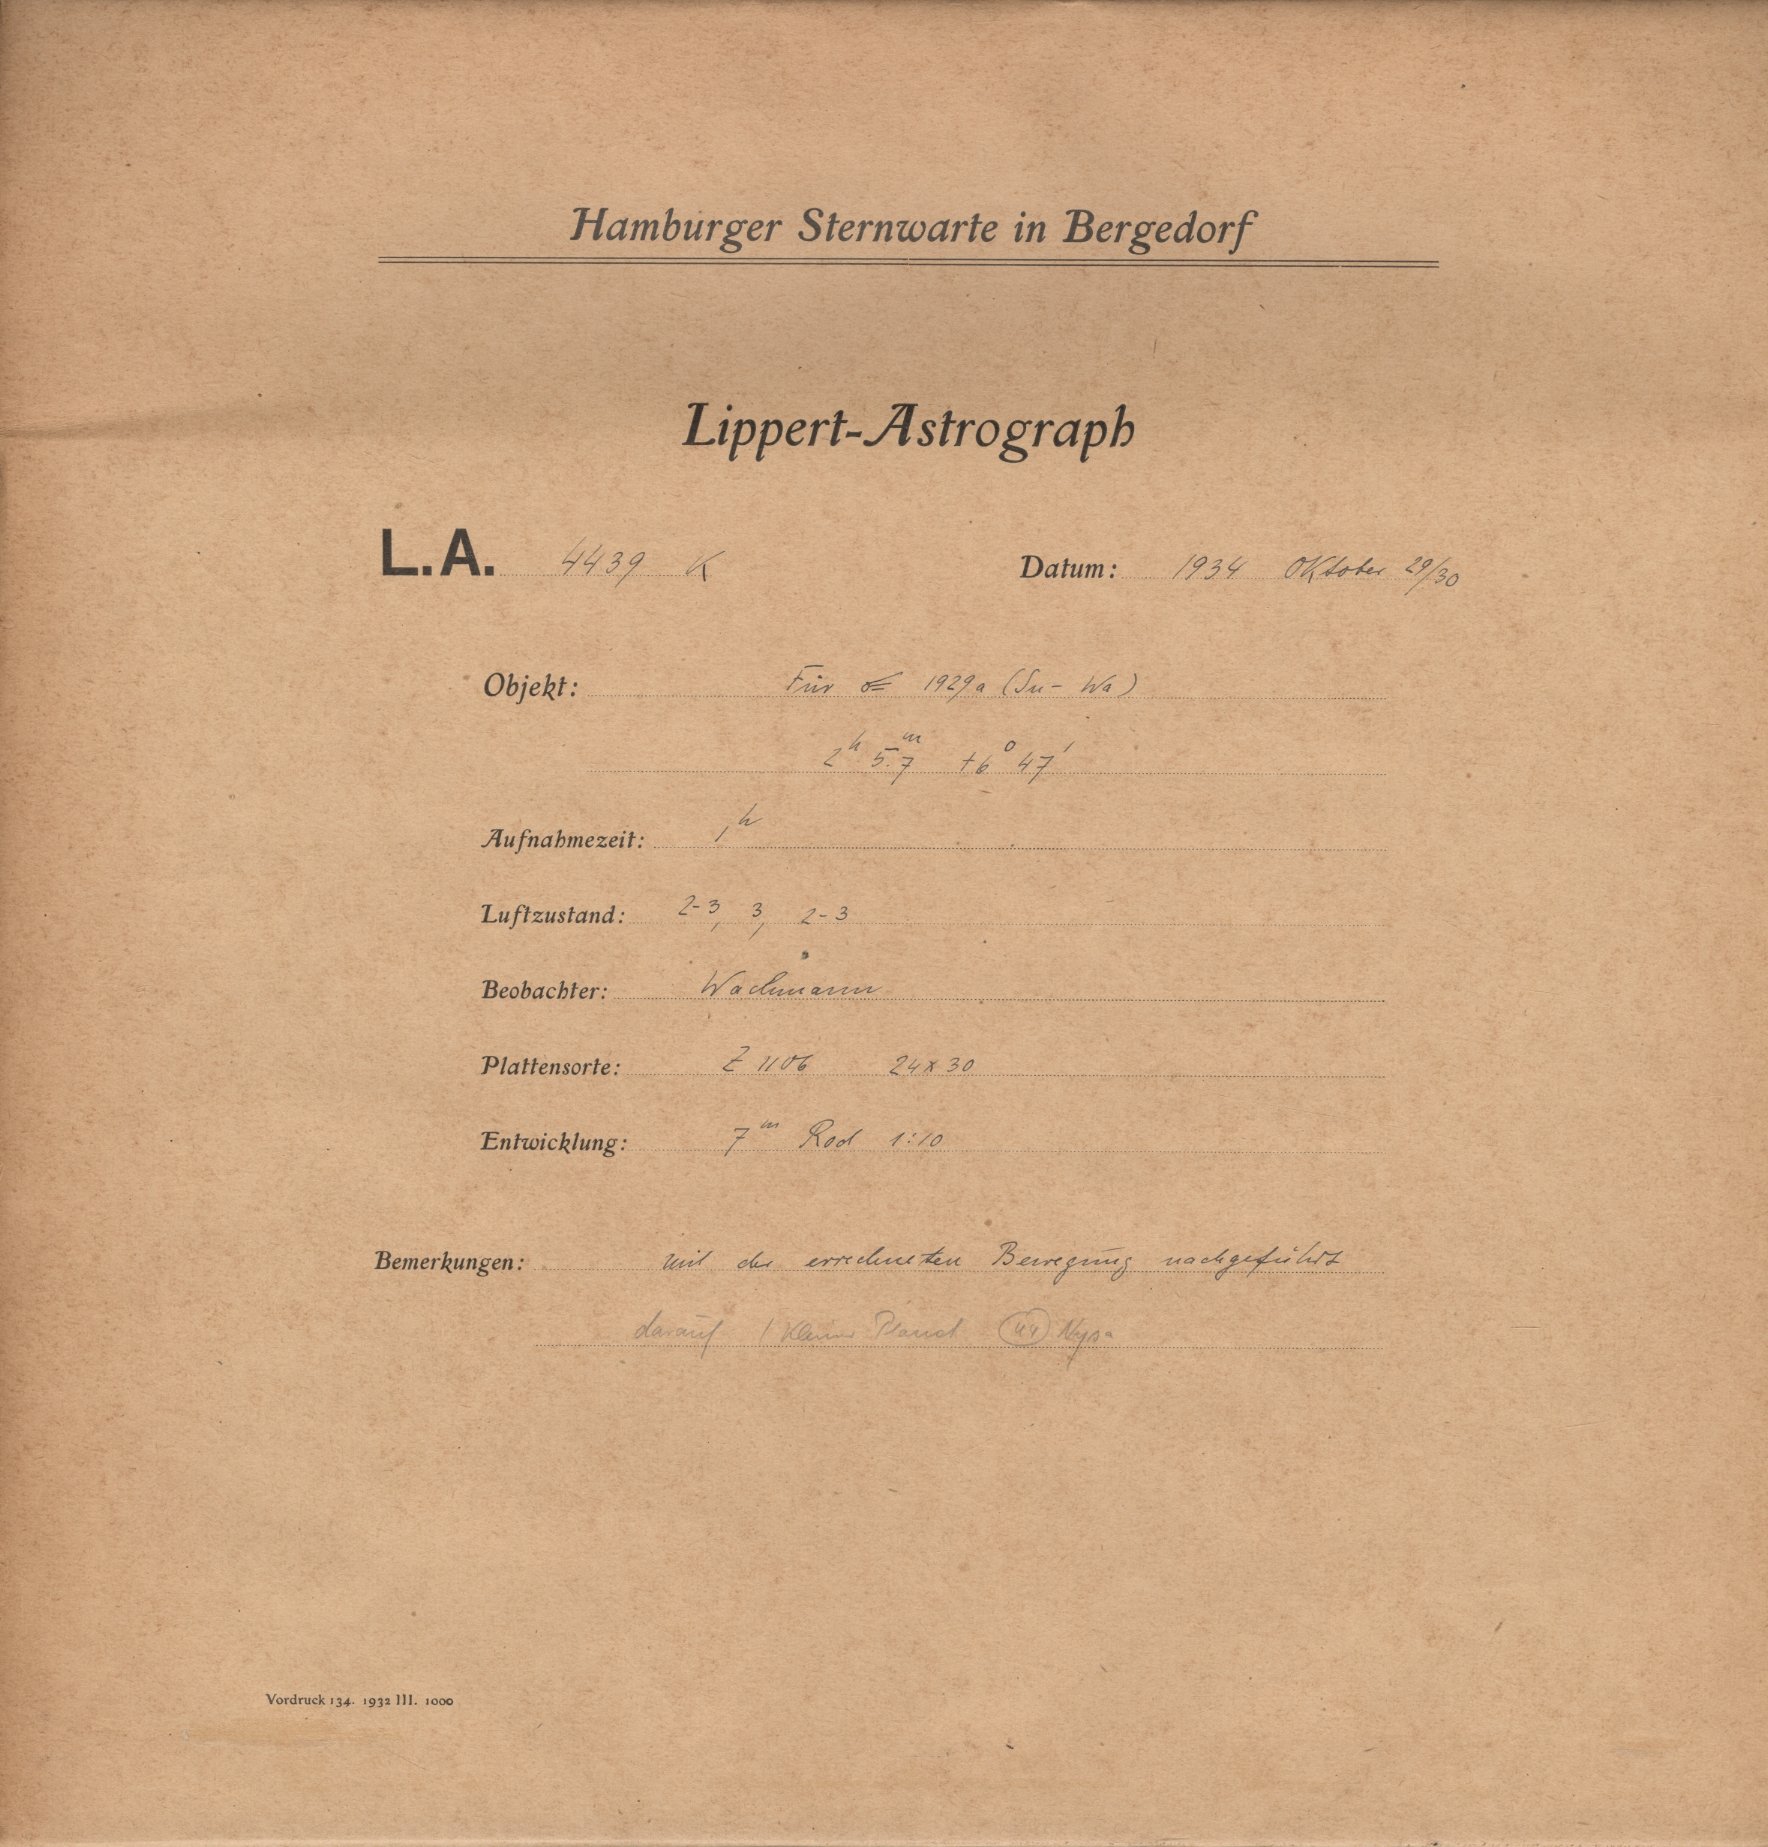 Hamburger Sternwarte in Bergedorf
Lippert-Astrograph
L.A. 4439 K Datum: 1934 Oktober 29/30
Objekt: Für ☄ 1929a (Su-Wa)
2ʰ 5.7ᵐ +6° 47'
Aufnahmezeit: 1ʰ
Luftzustand: 2-3, 3, 2-3
Beobachter: Wachmann
Plattensorte: Z 1106 24x30
Entwicklung: 7ᵐ Rod 1:10
Bemerkungen: mit der errechneten Bewegung nachgeführt
darauf 1 kleiner Planet (44) Nysa
Vordruck 134. 1932 III. 1000